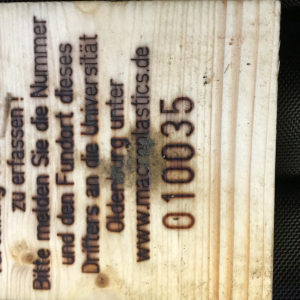 zu erfassen!
Bitte melden Sie die Nummer
und den Fundort dieses
Drifters an die Universität
Oldenburg unter
www.macroplastics.de
010035